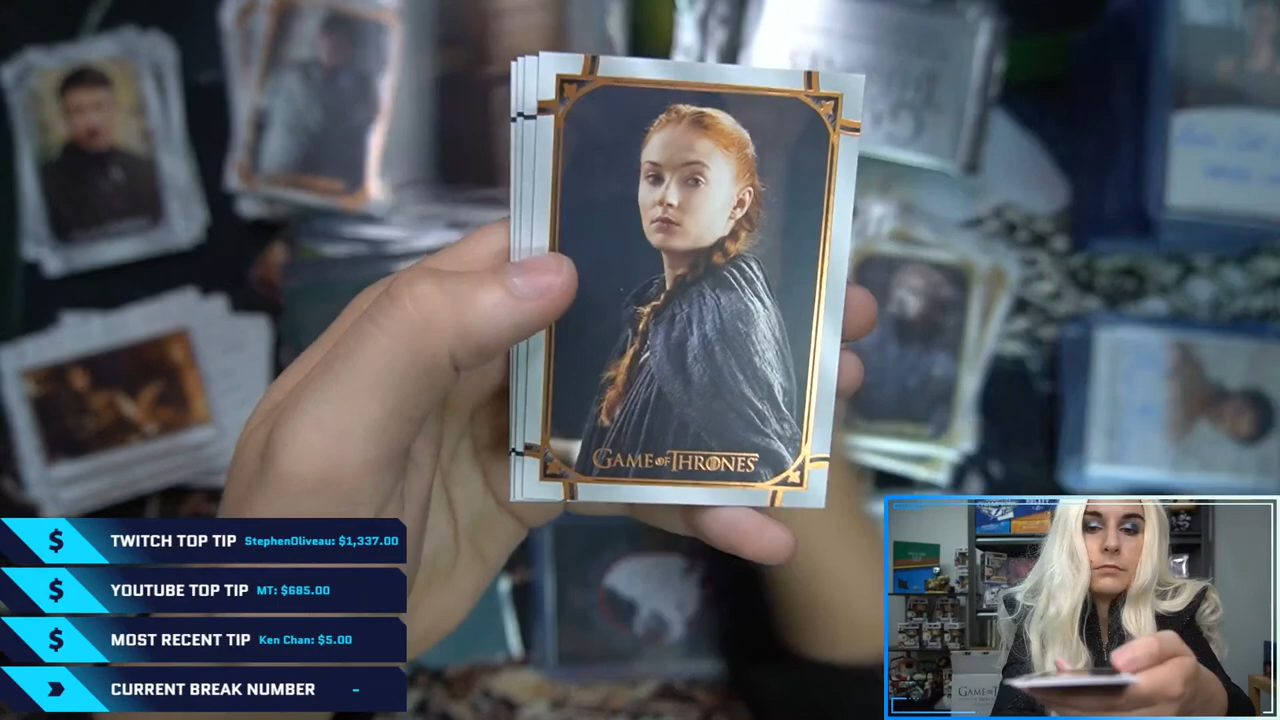 GAME OF THRONES
TWITCH TOP TIP StephenOliveau: $1,337.00
YOUTUBE TOP TIP MT: $685.00
MOST RECENT TIP Ken Chan: $5.00
CURRENT BREAK NUMBER -